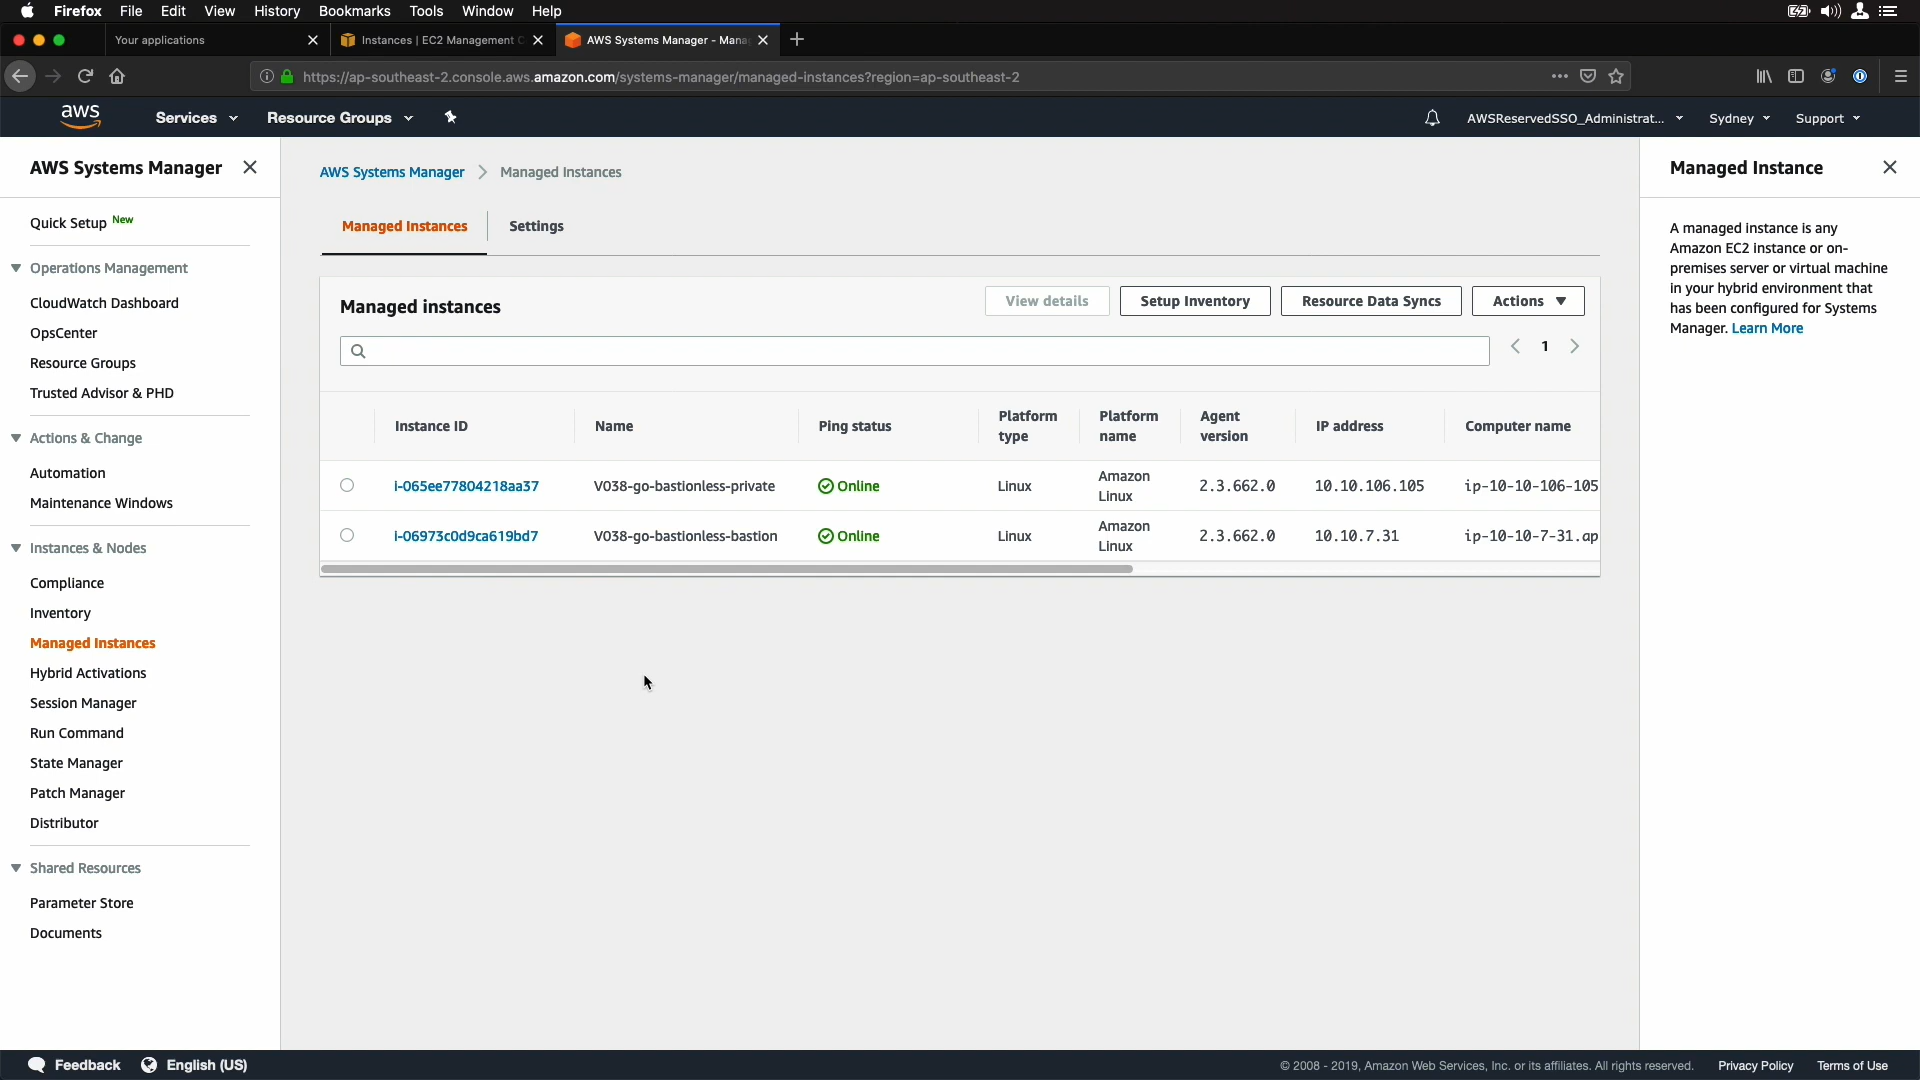 Firefox File Edit View History Bookmarks Tools Window Help
Your applications
Instances | EC2 Management C
AWS Systems Manager - Mana
https://ap-southeast-2.console.aws.amazon.com/systems-manager/managed-instances?region=ap-southeast-2
aws Services Resource Groups AWSReservedSSO_Administrat... Sydney Support
AWS Systems Manager
Quick Setup New
Operations Management
CloudWatch Dashboard
OpsCenter
Resource Groups
Trusted Advisor & PHD
Actions & Change
Automation
Maintenance Windows
Instances & Nodes
Compliance
Inventory
Managed Instances
Hybrid Activations
Session Manager
Run Command
State Manager
Patch Manager
Distributor
Shared Resources
Parameter Store
Documents
AWS Systems Manager Managed Instances
Managed Instances Settings
Managed instances
View details Setup Inventory Resource Data Syncs Actions
1
Instance ID Name Ping status Platform type Platform name Agent version IP address Computer name
i-065ee77804218aa37 V038-go-bastionless-private Online Linux Amazon Linux 2.3.662.0 10.10.106.105 ip-10-10-106-105
i-06973c0d9ca619bd7 V038-go-bastionless-bastion Online Linux Amazon Linux 2.3.662.0 10.10.7.31 ip-10-10-7-31.ap
Managed Instance
A managed instance is any
Amazon EC2 instance or on-
premises server or virtual machine
in your hybrid environment that
has been configured for Systems
Manager. Learn More
Feedback English (US)
© 2008 - 2019, Amazon Web Services, Inc. or its affiliates. All rights reserved. Privacy Policy Terms of Use